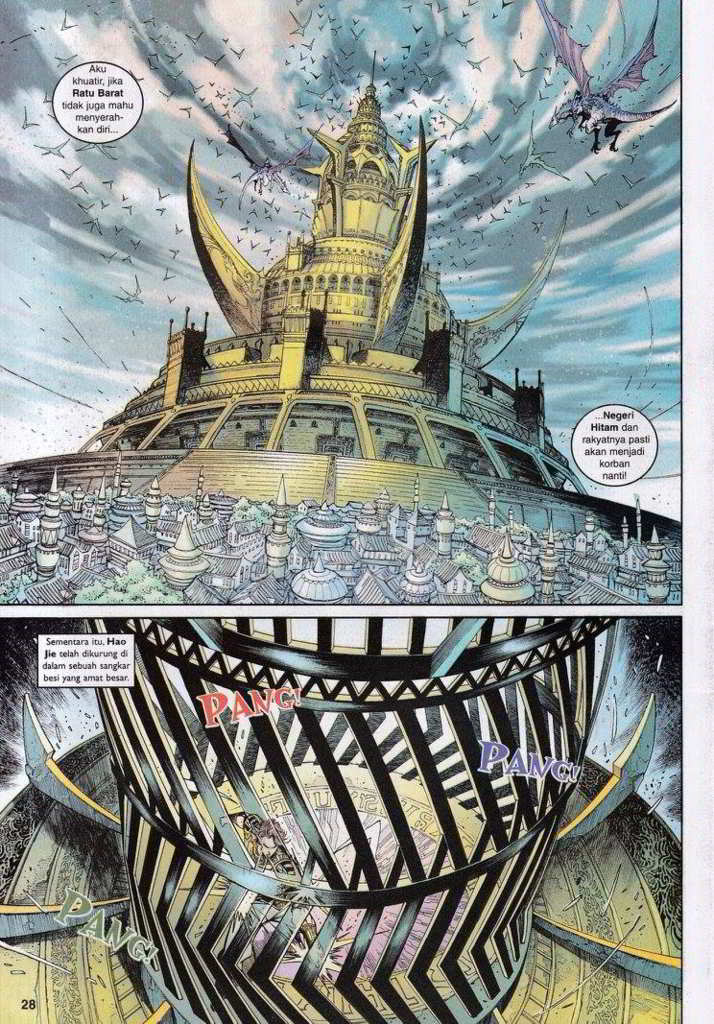 Aku
khuatir, jika
Ratu Barat
tidak juga mahu
menyerah-
kan diri...
...Negeri
Hitam dan
rakyatnya pasti
akan menjadi
korban
nanti!
Sementara itu, Hao
Jie telah dikurung di
dalam sebuah sangkar
besi yang amat besar.
PANG!
PANG!
PANG!
28